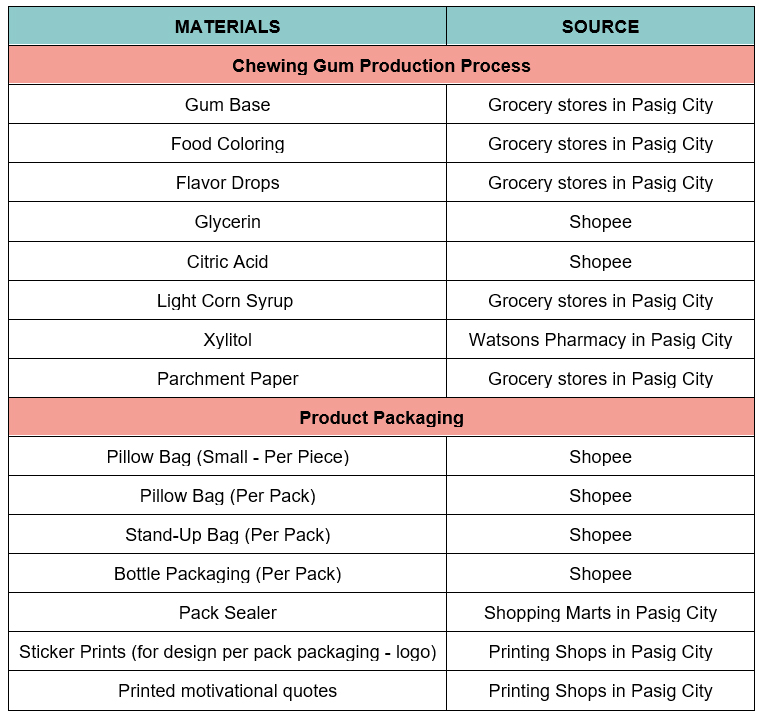 MATERIALS SOURCE
Chewing Gum Production Process
Gum Base Grocery stores in Pasig City
Food Coloring Grocery stores in Pasig City
Flavor Drops Grocery stores in Pasig City
Glycerin Shopee
Citric Acid Shopee
Light Corn Syrup Grocery stores in Pasig City
Xylitol Watsons Pharmacy in Pasig City
Parchment Paper Grocery stores in Pasig City
Product Packaging
Pillow Bag (Small - Per Piece) Shopee
Pillow Bag (Per Pack) Shopee
Stand-Up Bag (Per Pack) Shopee
Bottle Packaging (Per Pack) Shopee
Pack Sealer Shopping Marts in Pasig City
Sticker Prints (for design per pack packaging - logo) Printing Shops in Pasig City
Printed motivational quotes Printing Shops in Pasig City